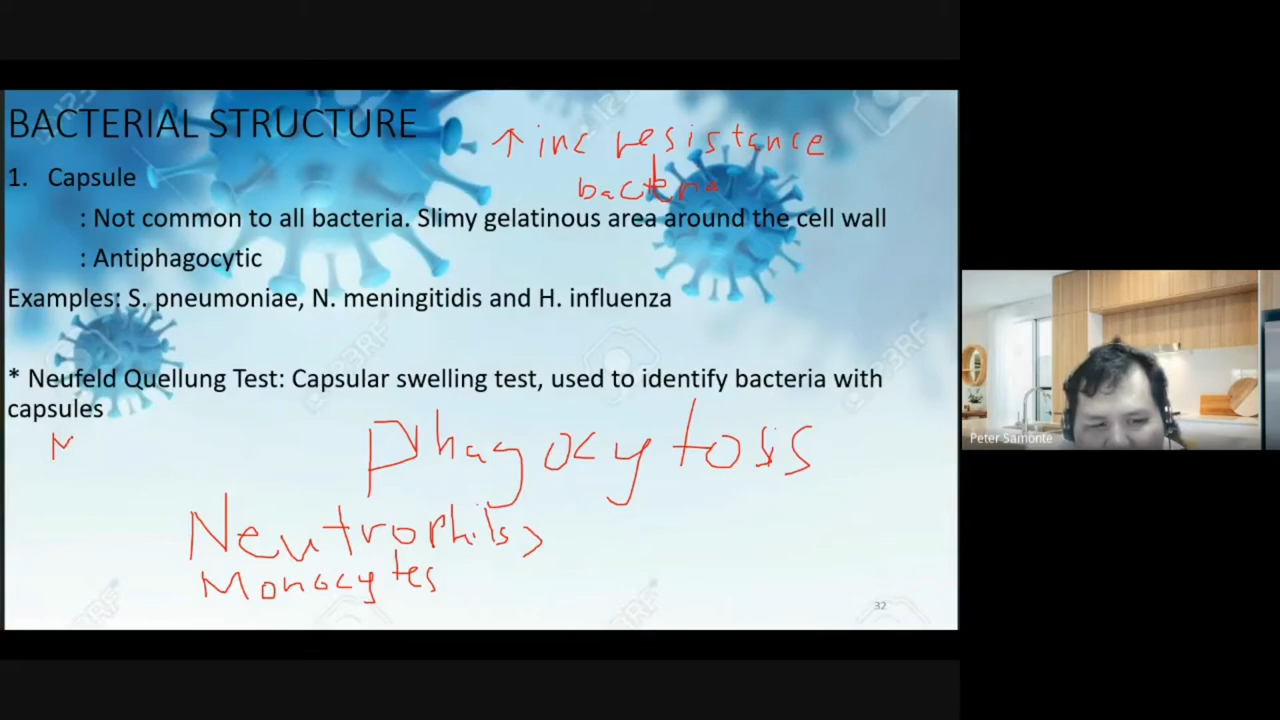 BACTERIAL STRUCTURE
↑ inc resistance
bacteria
1. Capsule
: Not common to all bacteria. Slimy gelatinous area around the cell wall
: Antiphagocytic
Examples: S. pneumoniae, N. meningitidis and H. influenza
* Neufeld Quellung Test: Capsular swelling test, used to identify bacteria with
capsules
Phagocytosis
Neutrophils >
Monocytes
32
Peter Samonte
123RF